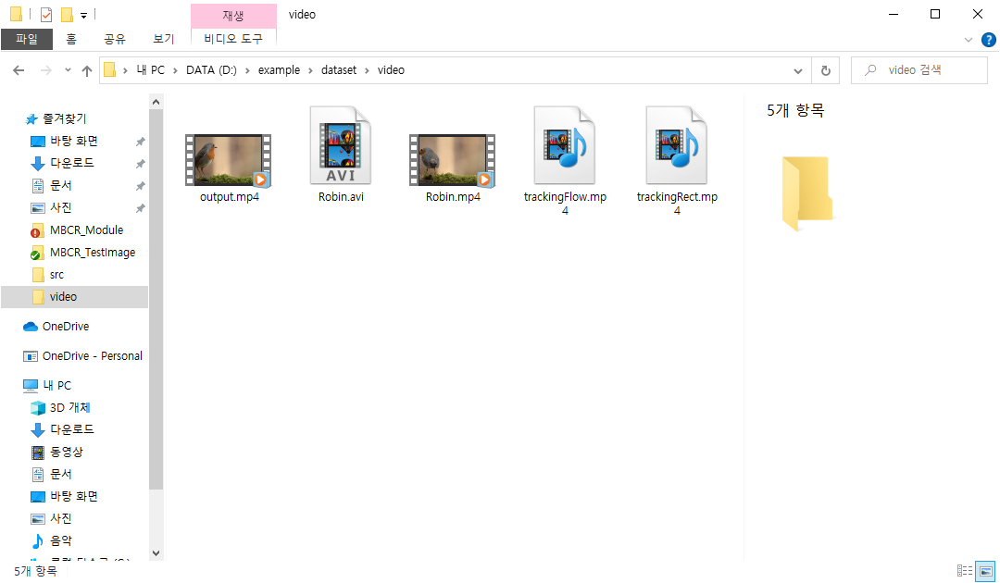 재생
video
파일
홈
공유
보기
비디오 도구
내 PC
DATA (D:)
example
dataset
video
video 검색
즐겨찾기
바탕 화면
다운로드
문서
사진
MBCR_Module
MBCR_TestImage
src
video
OneDrive
OneDrive - Personal
내 PC
3D 개체
다운로드
동영상
문서
바탕 화면
사진
음악
output.mp4
AVI
Robin.avi
Robin.mp4
trackingFlow.mp
4
trackingRect.mp
4
5개 항목
5개 항목